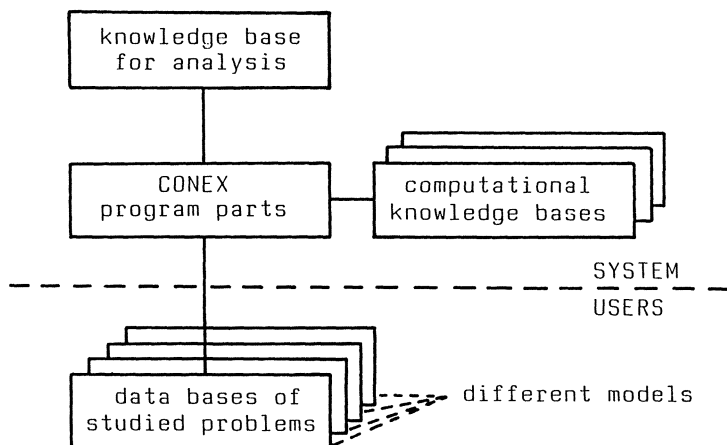 knowledge base
for analysis
CONEX
program parts
computational
knowledge bases
SYSTEM
USERS
data bases of
studied problems
different models